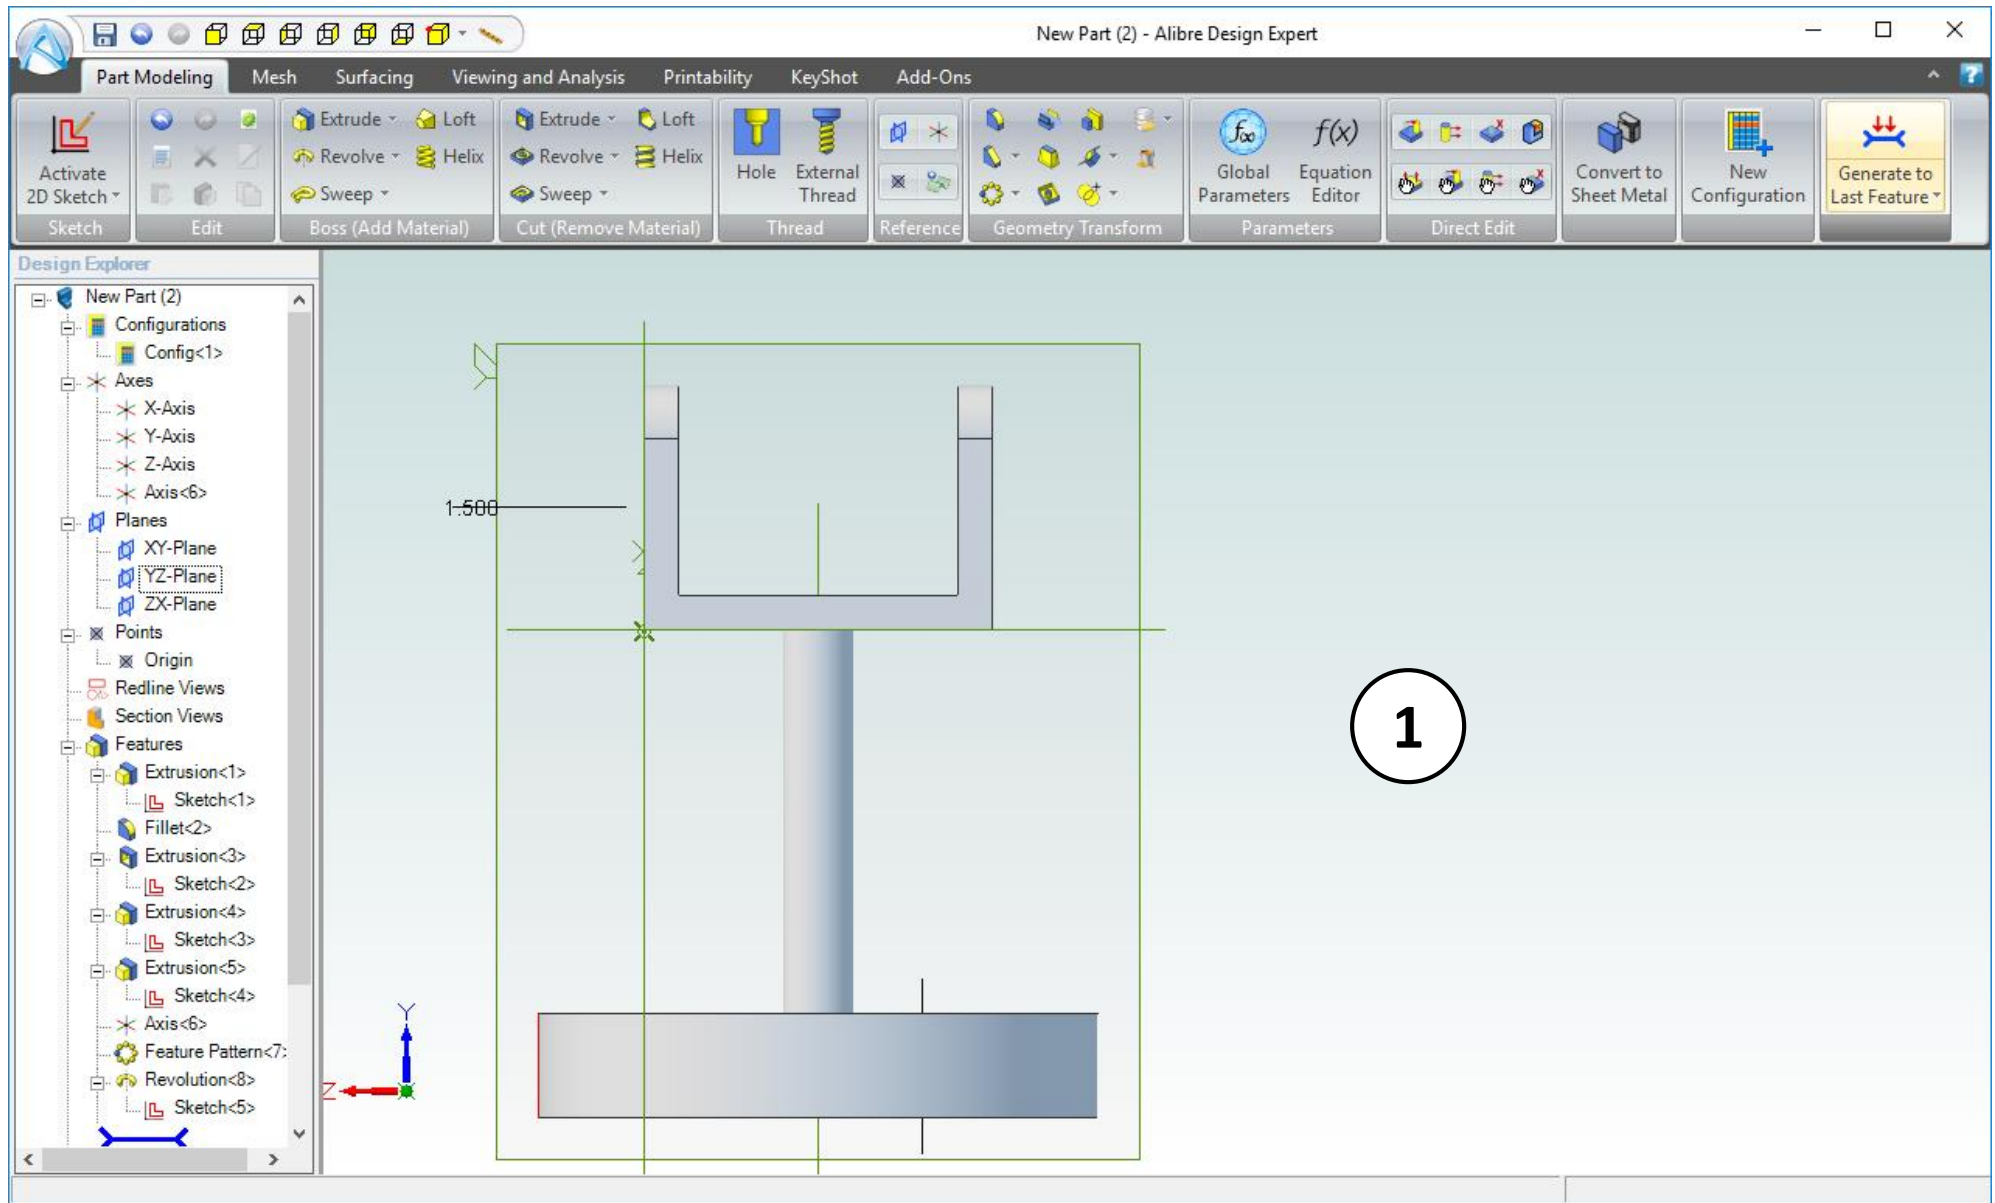 New Part (2) - Alibre Design Expert
Part Modeling Mesh Surfacing Viewing and Analysis Printability KeyShot Add-Ons
Activate
2D Sketch
Sketch
Edit
Extrude Loft
Revolve Helix
Sweep
Boss (Add Material)
Extrude Loft
Revolve Helix
Sweep
Cut (Remove Material)
Hole
External
Thread
Thread
Reference
Geometry Transform
f(x)
Global
Parameters
f(x)
Equation
Editor
Parameters
Direct Edit
Convert to
Sheet Metal
New
Configuration
Generate to
Last Feature
Design Explorer
New Part (2)
Configurations
Config<1>
Axes
X-Axis
Y-Axis
Z-Axis
Axis<6>
Planes
XY-Plane
YZ-Plane
ZX-Plane
Points
Origin
Redline Views
Section Views
Features
Extrusion<1>
Sketch<1>
Fillet<2>
Extrusion<3>
Sketch<2>
Extrusion<4>
Sketch<3>
Extrusion<5>
Sketch<4>
Axis<6>
Feature Pattern<7>
Revolution<8>
Sketch<5>
1.500
Y
Z
1